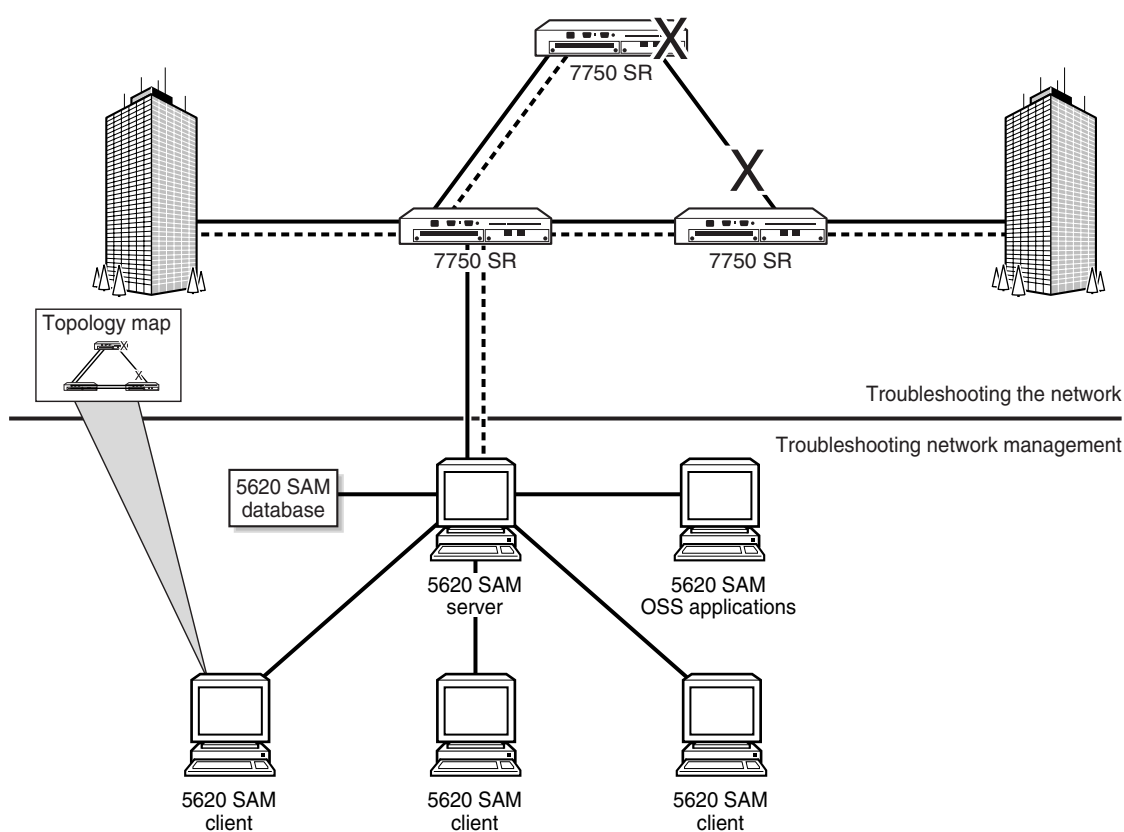 7750 SR
7750 SR
7750 SR
Topology map
Troubleshooting the network
Troubleshooting network management
5620 SAM
database
5620 SAM
server
5620 SAM
OSS applications
5620 SAM
client
5620 SAM
client
5620 SAM
client